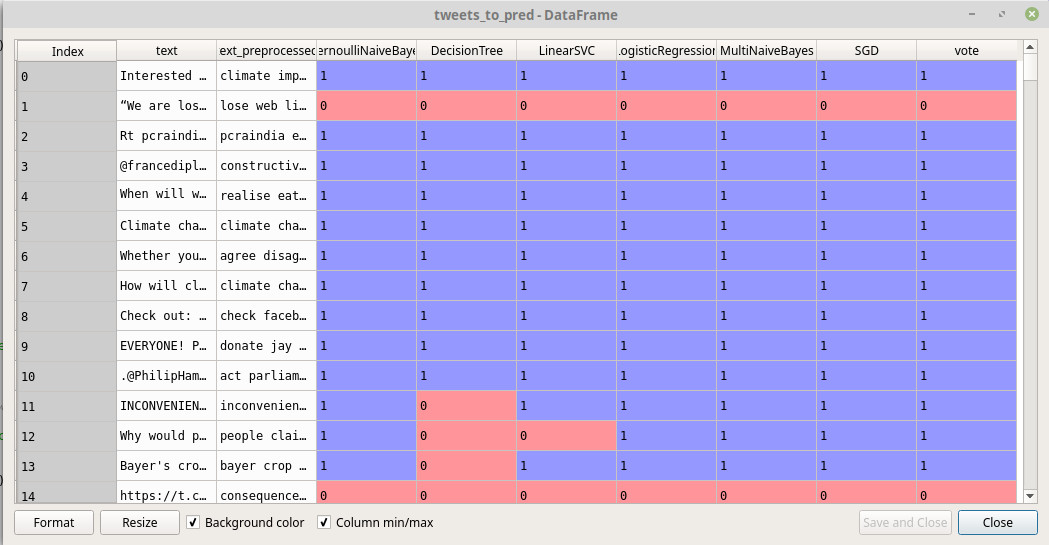 tweets_to_pred - DataFrame
Index text ext_preprocessed ernoulliNaiveBaye DecisionTree LinearSVC ogisticRegression MultiNaiveBayes SGD vote
0 Interested … climate imp… 1 1 1 1 1 1 1
1 “We are los… lose web li… 0 0 0 0 0 0 0
2 Rt pcraindi… pcraindia e… 1 1 1 1 1 1 1
3 @francedipl… constructiv… 1 1 1 1 1 1 1
4 When will w… realise eat… 1 1 1 1 1 1 1
5 Climate cha… climate cha… 1 1 1 1 1 1 1
6 Whether you… agree disag… 1 1 1 1 1 1 1
7 How will cl… climate cha… 1 1 1 1 1 1 1
8 Check out: … check faceb… 1 1 1 1 1 1 1
9 EVERYONE! P… donate jay … 1 1 1 1 1 1 1
10 .@PhilipHam… act parliam… 1 1 1 1 1 1 1
11 INCONVENIEN… inconvenien… 1 0 1 1 1 1 1
12 Why would p… people clai… 1 0 0 1 1 1 1
13 Bayer's cro… bayer crop … 1 0 1 1 1 1 1
14 https://t.c… consequence… 0 0 0 0 0 0 0
Format Resize Background color Column min/max Save and Close Close